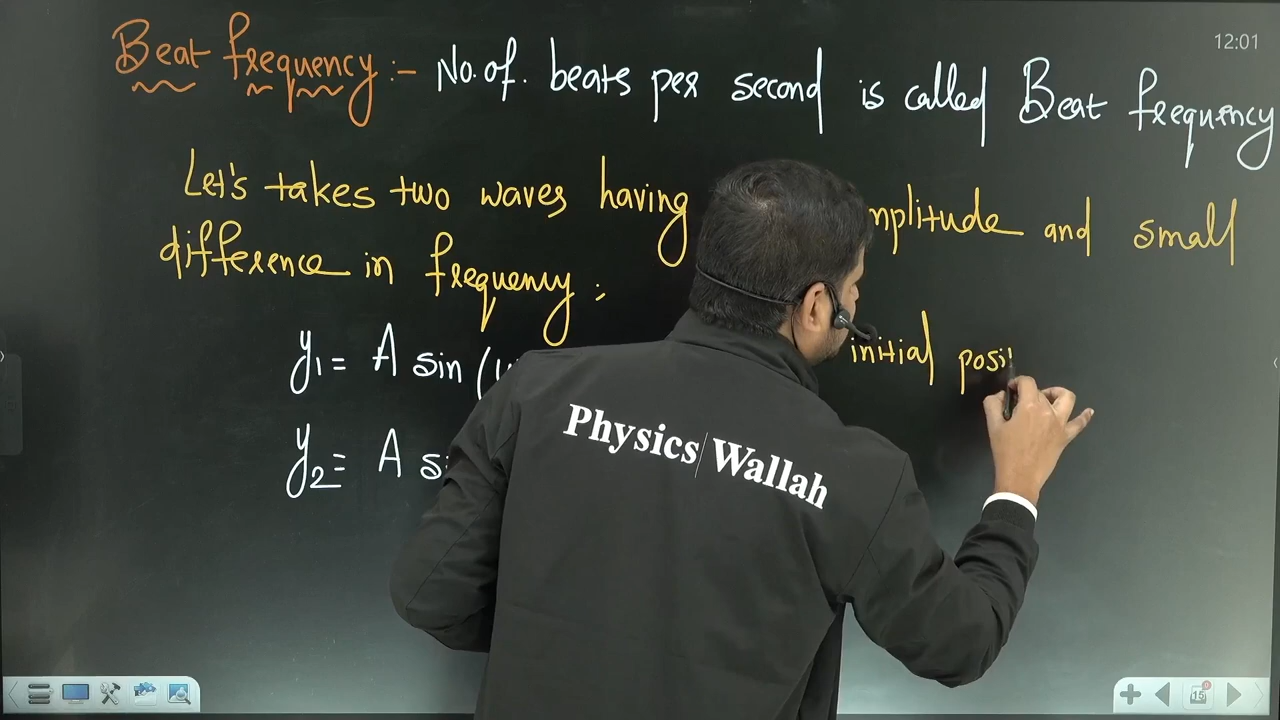 12:01
Beat frequency :- No. of. beats per second is called Beat frequency
Let's takes two waves having mplitude and small
difference in frequency;
y1 = A sin ( initial posi
y2 = A s
Physics Wallah
15